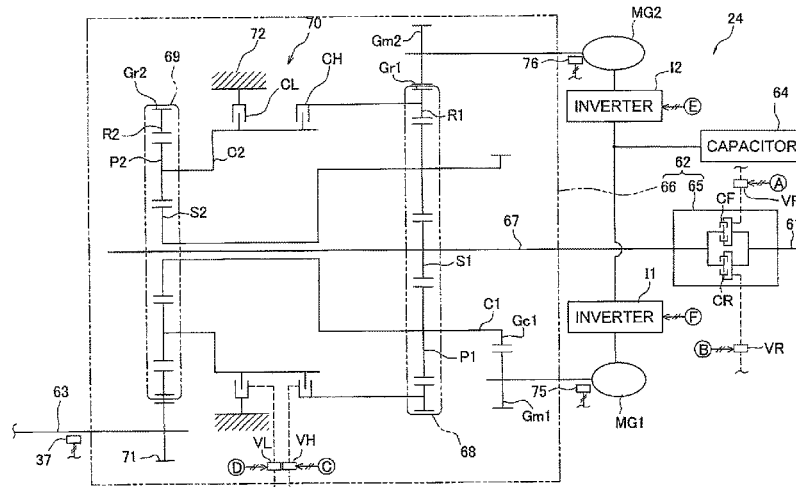 72
70
Gm2
MG2
24
69
Gr2
CL
CH
Gr1
76
I2
INVERTER
E
64
CAPACITOR
R2
P2
C2
R1
62
66
65
A
CF
S2
67
S1
CR
I1
INVERTER
F
C1
Gc1
B
VR
P1
63
75
MG1
37
71
VL
VH
D
C
68
Gm1